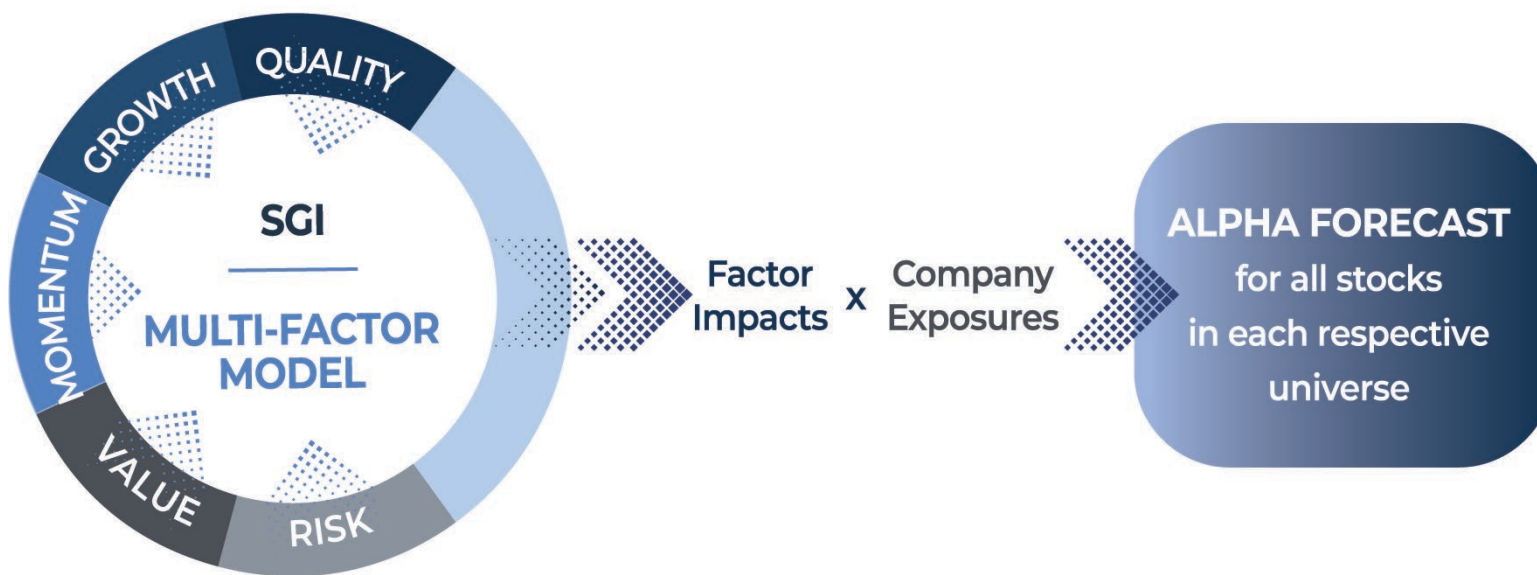 QUALITY
GROWTH
MOMENTUM
VALUE
RISK
SGI
MULTI-FACTOR
MODEL
Factor
Impacts
x
Company
Exposures
ALPHA FORECAST
for all stocks
in each respective
universe